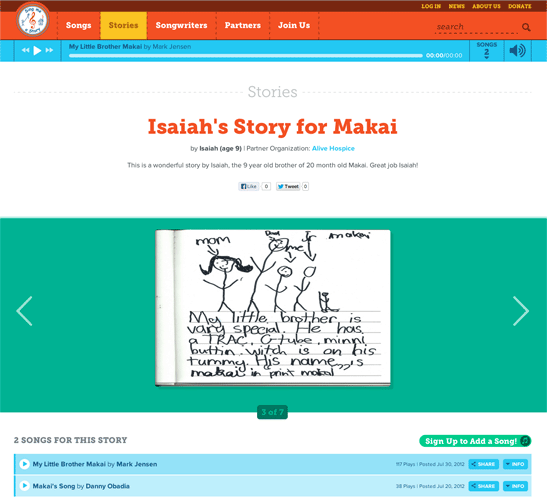 LOG IN NEWS ABOUT US DONATE
Sing me a Story
Songs Stories Songwriters Partners Join Us
search
My Little Brother Makai by Mark Jensen
00:00/00:00
SONGS
2
Stories
Isaiah's Story for Makai
by Isaiah (age 9) | Partner Organization: Alive Hospice
This is a wonderful story by Isaiah, the 9 year old brother of 20 month old Makai. Great job Isaiah!
Like 0 Tweet 0
mom Dad me Jr makai
My little brother is
vary special. He has
a TRAC, G-tube, minni
buttin witch is on his
tummy. His name is
makai in print makai
3 of 7
2 SONGS FOR THIS STORY
Sign Up to Add a Song!
My Little Brother Makai by Mark Jensen
117 Plays | Posted Jul 30, 2012 SHARE INFO
Makai's Song by Danny Obadia
38 Plays | Posted Jul 20, 2012 SHARE INFO